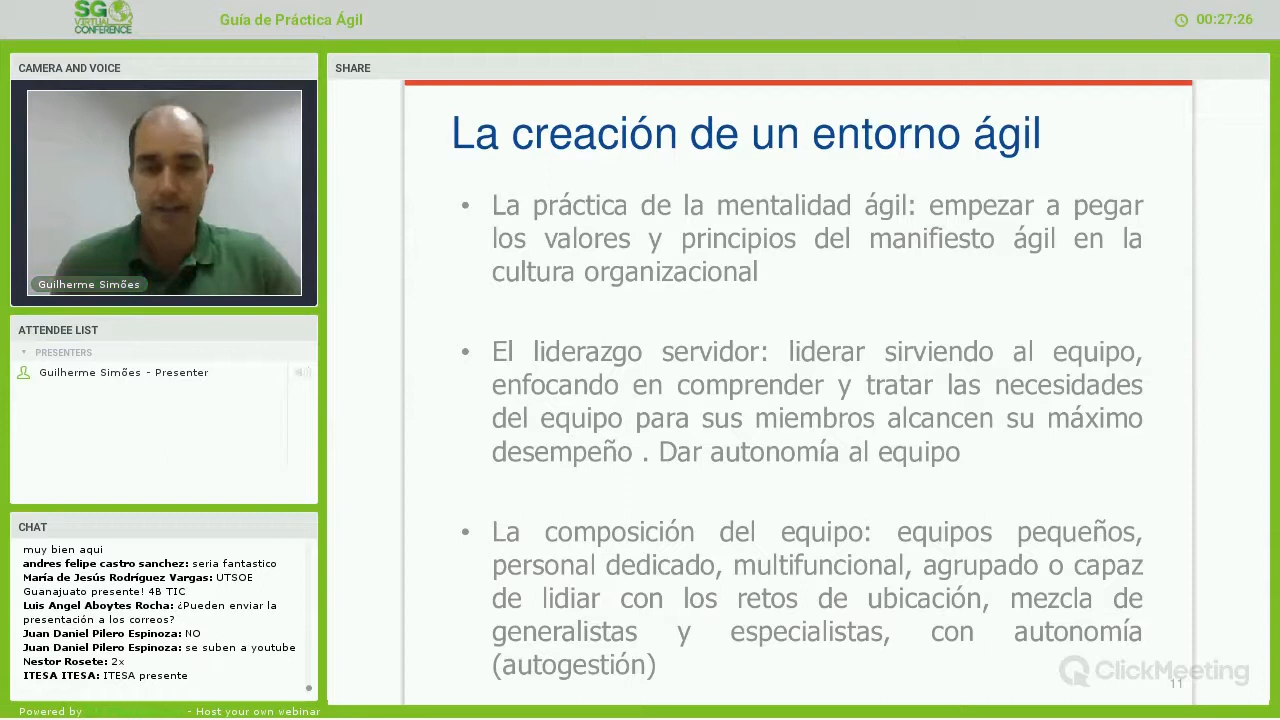 SG
VIRTUAL
CONFERENCE
Guía de Práctica Ágil
00:27:26
CAMERA AND VOICE
Guilherme Simões
ATTENDEE LIST
PRESENTERS
Guilherme Simões - Presenter
CHAT
muy bien aqui
andres felipe castro sanchez: seria fantastico
María de Jesús Rodríguez Vargas: UTSOE
Guanajuato presente! 4B TIC
Luis Angel Aboytes Rocha: ¿Pueden enviar la
presentación a los correos?
Juan Daniel Pilero Espinoza: NO
Juan Daniel Pilero Espinoza: se suben a youtube
Nestor Rosete: 2x
ITESA ITESA: ITESA presente
Powered by - Host your own webinar
SHARE
La creación de un entorno ágil
• La práctica de la mentalidad ágil: empezar a pegar
los valores y principios del manifiesto ágil en la
cultura organizacional
• El liderazgo servidor: liderar sirviendo al equipo,
enfocando en comprender y tratar las necesidades
del equipo para sus miembros alcancen su máximo
desempeño . Dar autonomía al equipo
• La composición del equipo: equipos pequeños,
personal dedicado, multifuncional, agrupado o capaz
de lidiar con los retos de ubicación, mezcla de
generalistas y especialistas, con autonomía
(autogestión)
ClickMeeting
11